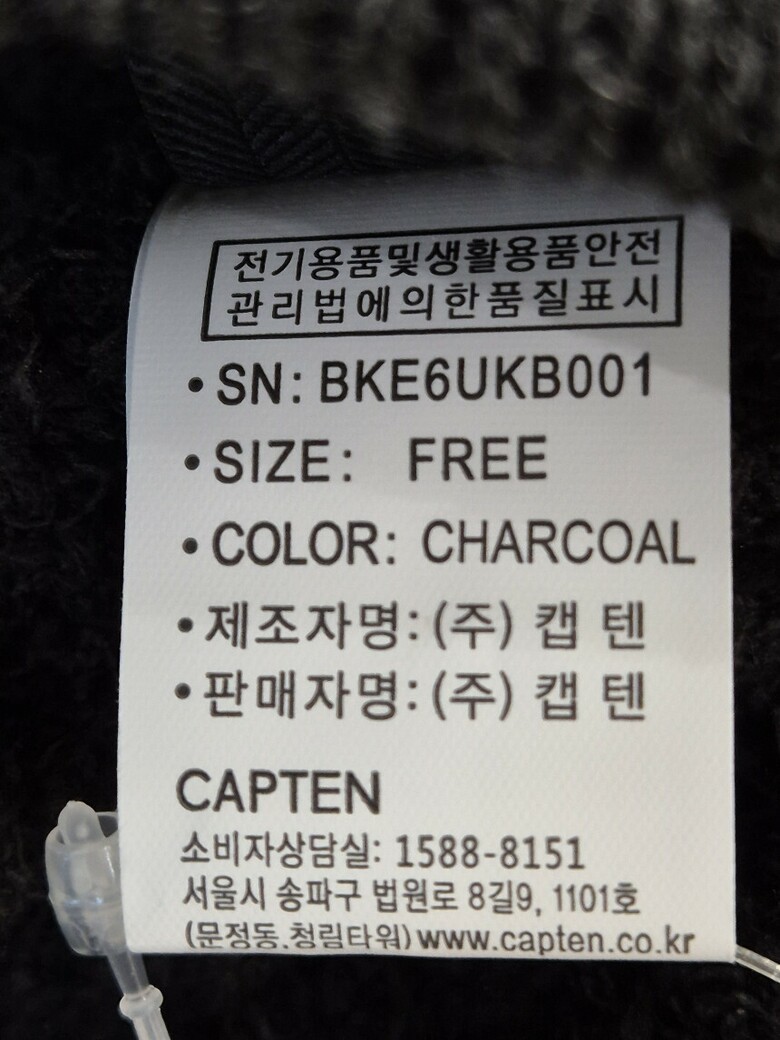 전기용품및생활용품안전
관리법에의한품질표시
• SN: BKE6UKB001
• SIZE: FREE
• COLOR: CHARCOAL
• 제조자명: (주) 캡 텐
• 판매자명: (주) 캡 텐
CAPTEN
소비자상담실: 1588-8151
서울시 송파구 법원로 8길9, 1101호
(문정동,청림타워) www.capten.co.kr